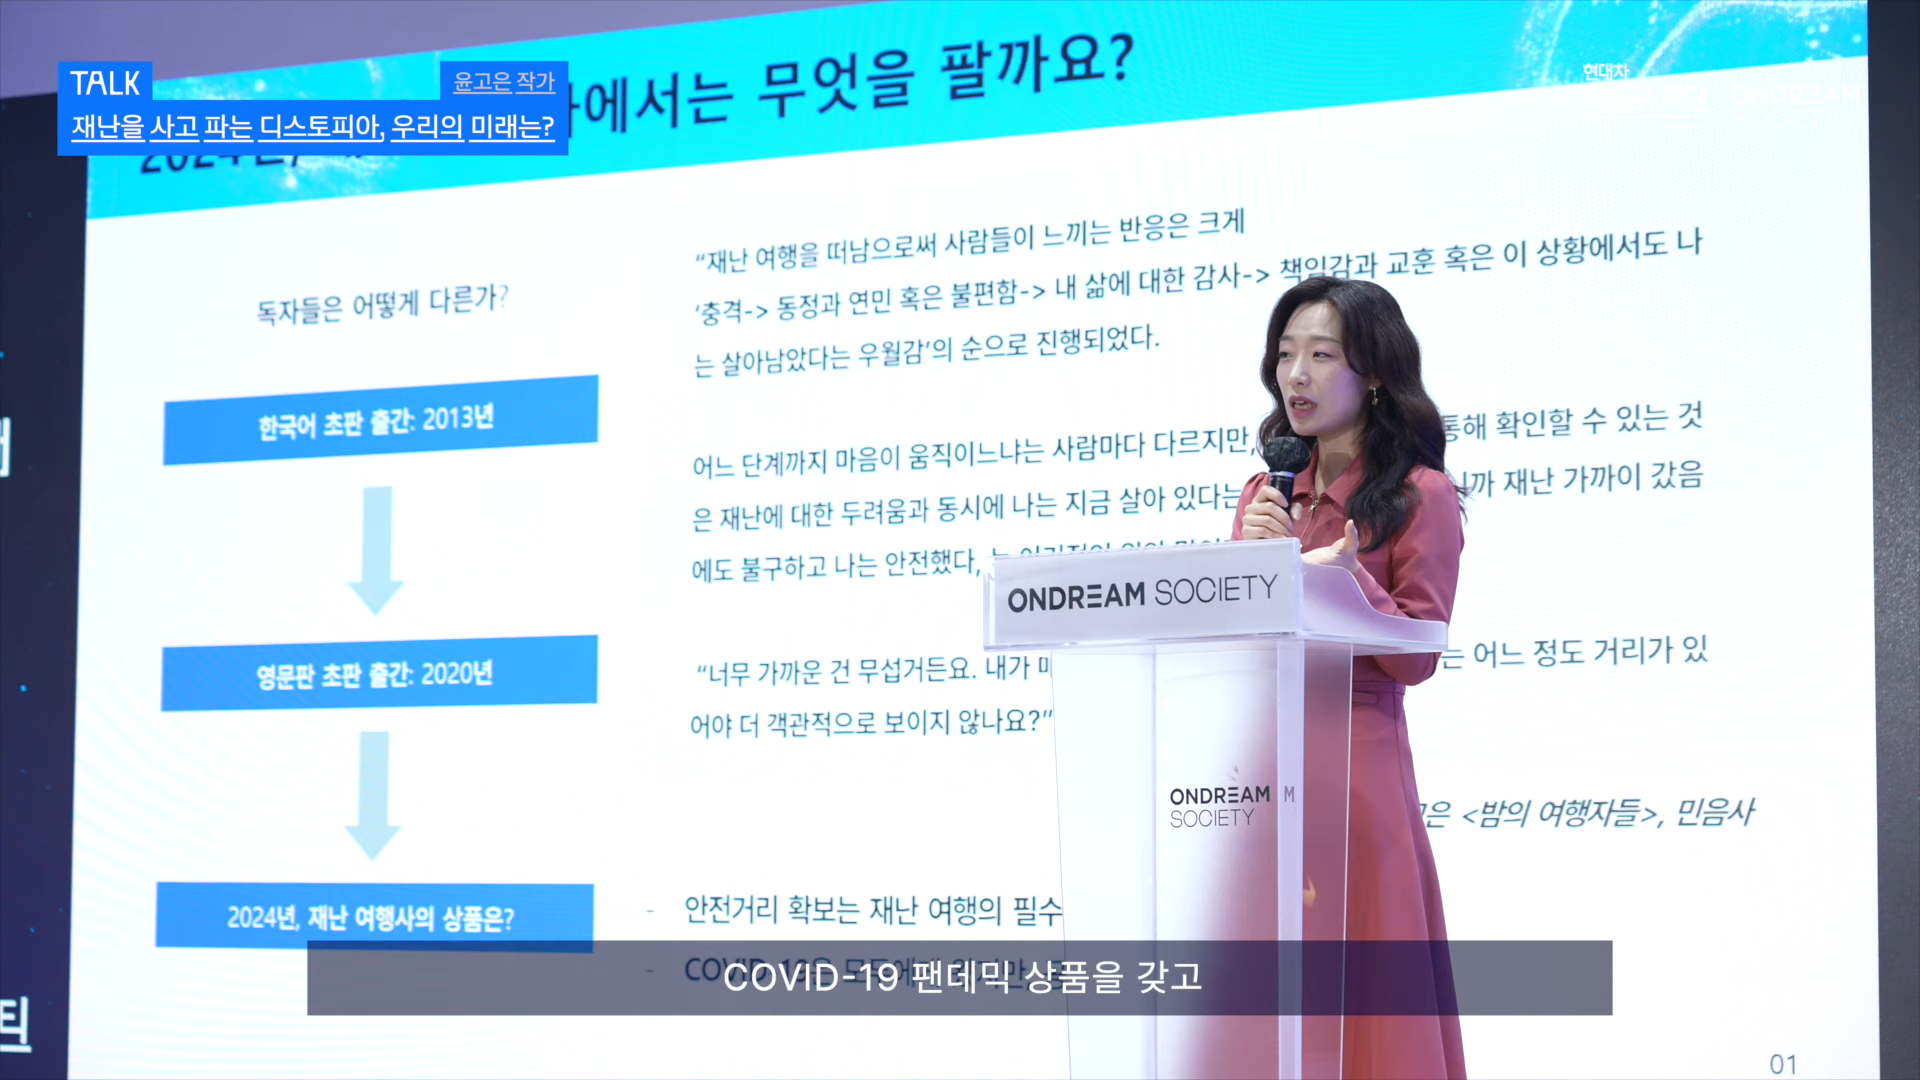 TALK
윤고은 작가
재난을 사고 파는 디스토피아, 우리의 미래는?
에서는 무엇을 팔까요?
현대차
독자들은 어떻게 다른가?
한국어 초판 출간: 2013년
영문판 초판 출간: 2020년
2024년, 재난 여행사의 상품은?
“재난 여행을 떠남으로써 사람들이 느끼는 반응은 크게
‘충격-> 동정과 연민 혹은 불편함-> 내 삶에 대한 감사-> 책임감과 교훈 혹은 이 상황에서도 나
는 살아남았다는 우월감’의 순으로 진행되었다.
어느 단계까지 마음이 움직이느냐는 사람마다 다르지만, 통해 확인할 수 있는 것
은 재난에 대한 두려움과 동시에 나는 지금 살아 있다는 재난 가까이 갔음
에도 불구하고 나는 안전했다,
“너무 가까운 건 무섭거든요. 내가 는 어느 정도 거리가 있
어야 더 객관적으로 보이지 않나요?”
<밤의 여행자들>, 민음사
- 안전거리 확보는 재난 여행의 필수
ONDREAM SOCIETY
ONDREAM
SOCIETY
COVID-19 팬데믹 상품을 갖고
01